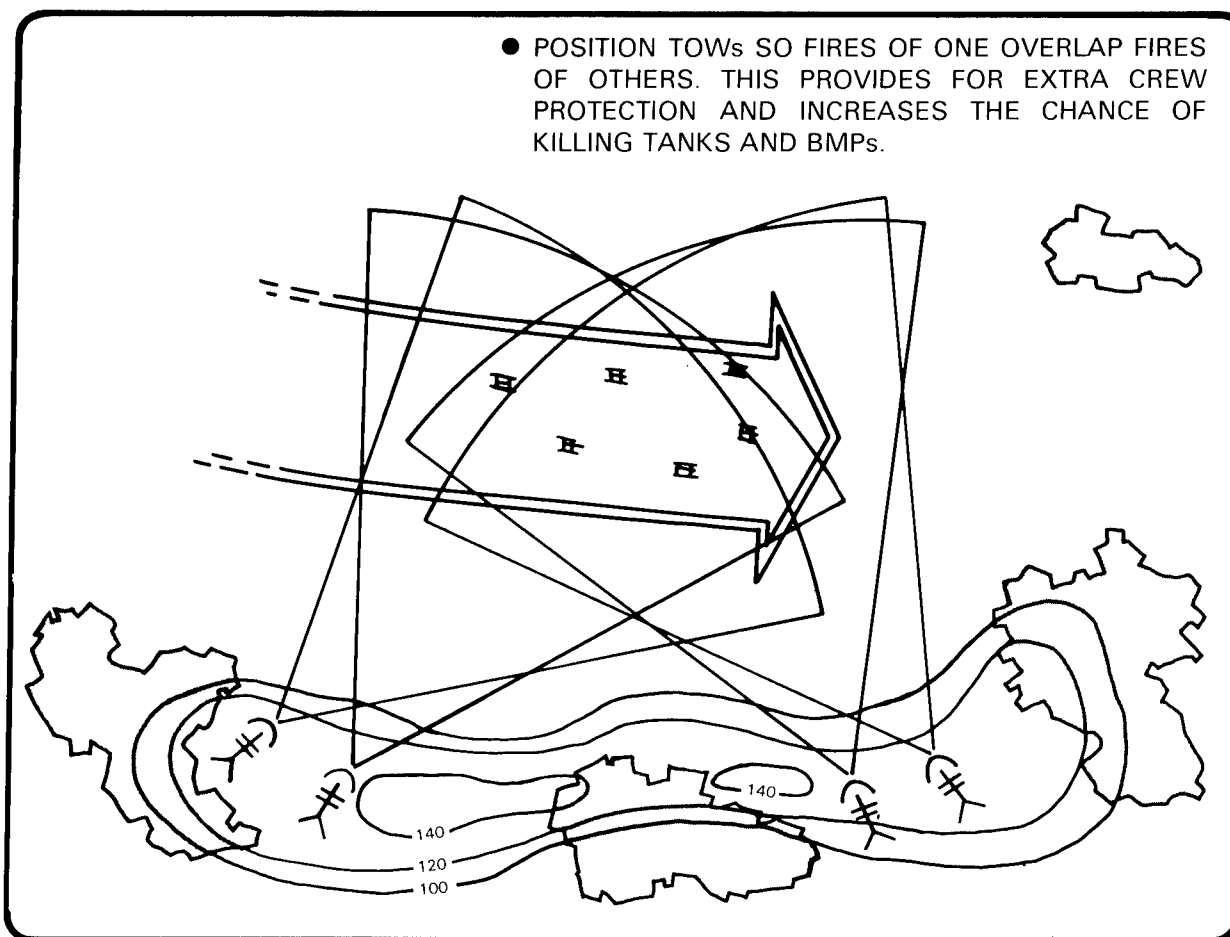 ● POSITION TOWs SO FIRES OF ONE OVERLAP FIRES
OF OTHERS. THIS PROVIDES FOR EXTRA CREW
PROTECTION AND INCREASES THE CHANCE OF
KILLING TANKS AND BMPs.
140
140
120
100